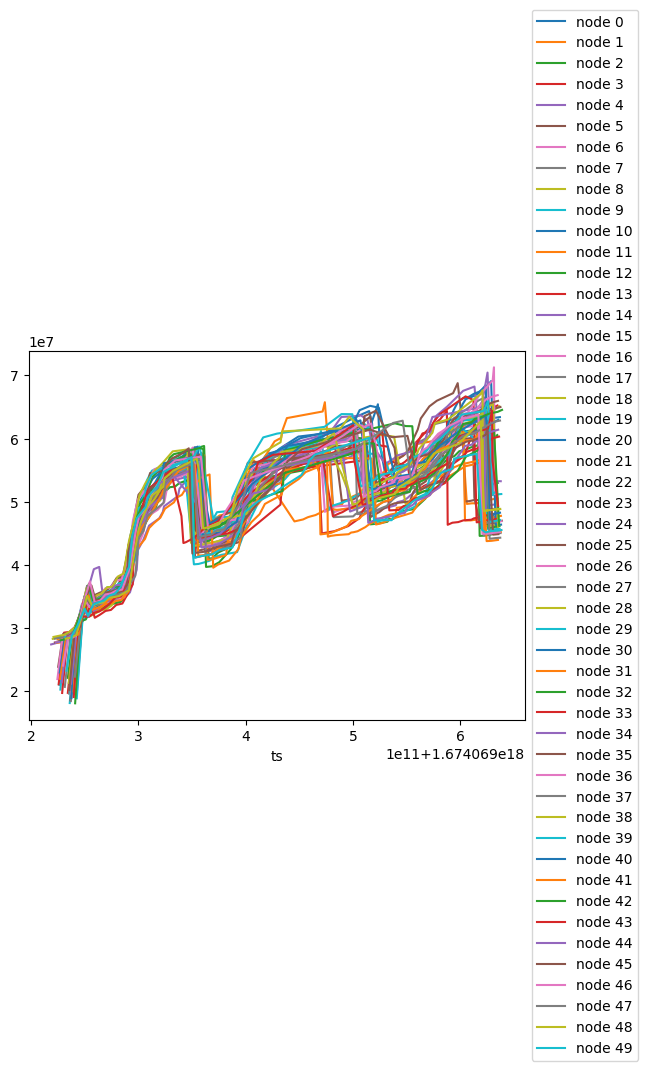 1e7
7
6
5
4
3
2
2 3 4 5 6
1e11+1.674069e18
ts
node 0
node 1
node 2
node 3
node 4
node 5
node 6
node 7
node 8
node 9
node 10
node 11
node 12
node 13
node 14
node 15
node 16
node 17
node 18
node 19
node 20
node 21
node 22
node 23
node 24
node 25
node 26
node 27
node 28
node 29
node 30
node 31
node 32
node 33
node 34
node 35
node 36
node 37
node 38
node 39
node 40
node 41
node 42
node 43
node 44
node 45
node 46
node 47
node 48
node 49